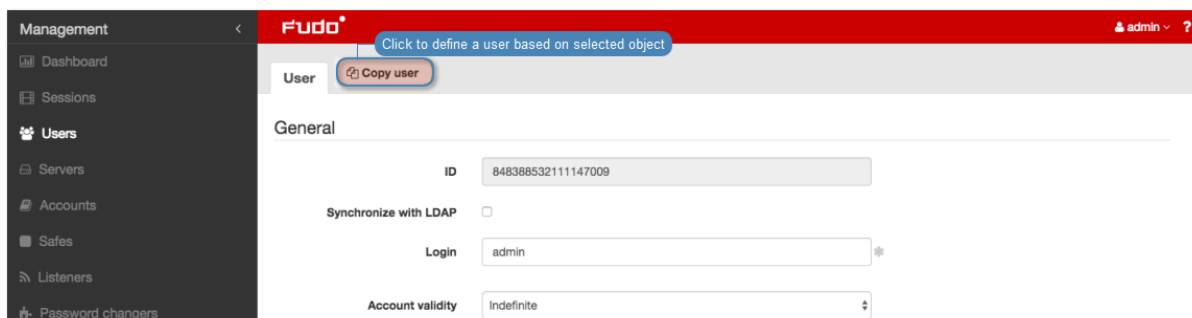 Management
Dashboard
Sessions
Users
Servers
Accounts
Safes
Listeners
Password changers
FUDO
admin
?
Click to define a user based on selected object
User
Copy user
General
ID
848388532111147009
Synchronize with LDAP
Login
admin
Account validity
Indefinite